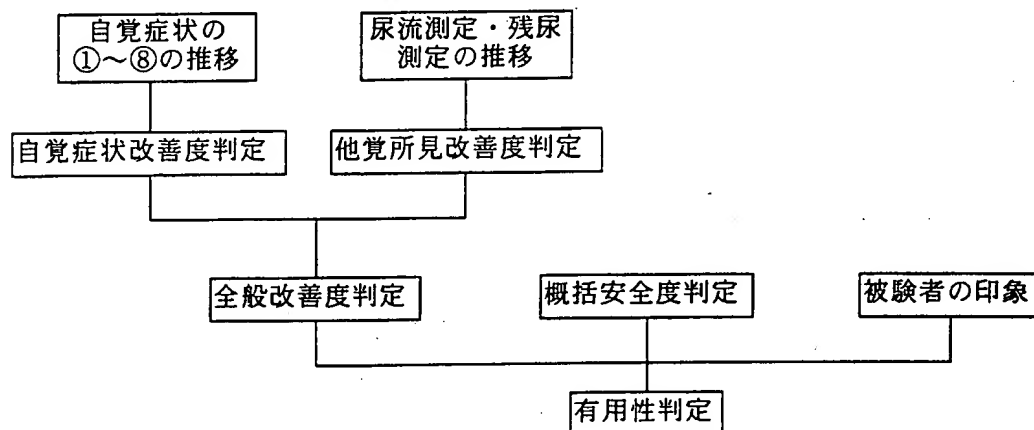 自覚症状の
①～⑧の推移
尿流測定・残尿
測定の推移
自覚症状改善度判定
他覚所見改善度判定
全般改善度判定
概括安全度判定
被験者の印象
有用性判定